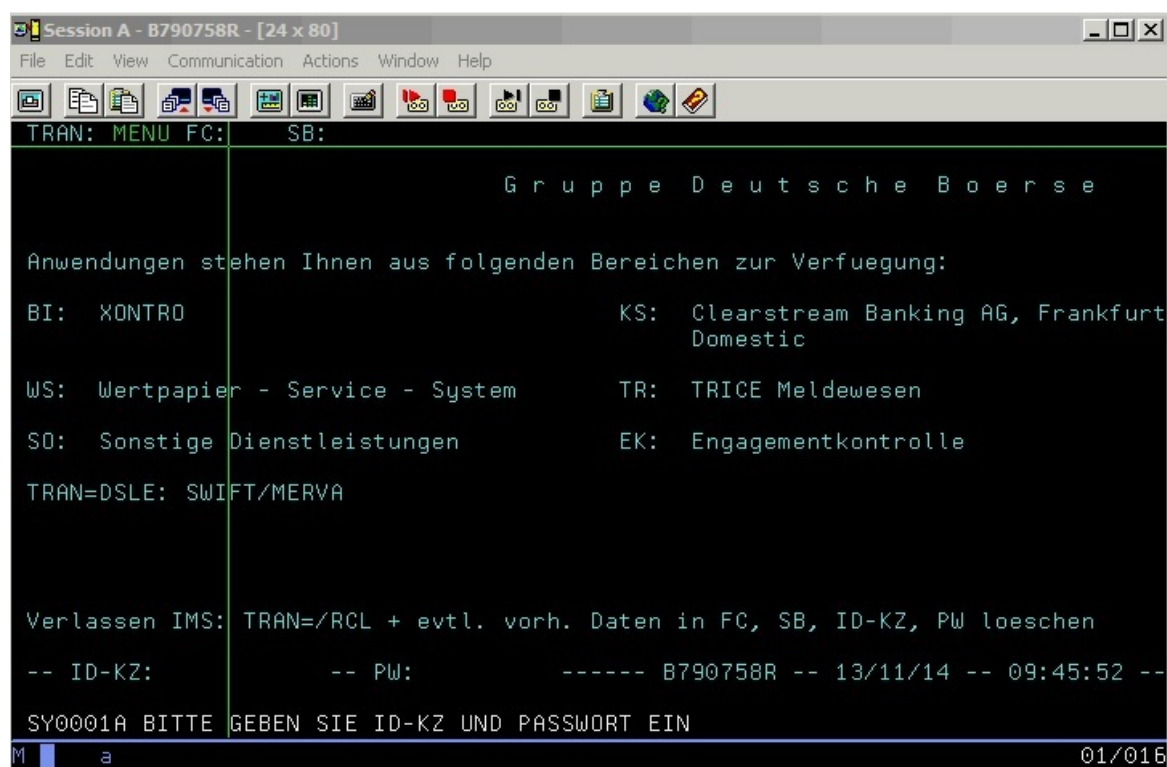 Session A - B790758R - [24 x 80]
File Edit View Communication Actions Window Help
TRAN: MENU FC: SB:
G r u p p e  D e u t s c h e  B o e r s e
Anwendungen stehen Ihnen aus folgenden Bereichen zur Verfuegung:
BI: XONTRO KS: Clearstream Banking AG, Frankfurt
Domestic
WS: Wertpapier - Service - System TR: TRICE Meldewesen
SO: Sonstige Dienstleistungen EK: Engagementkontrolle
TRAN=DSLE: SWIFT/MERVA
Verlassen IMS: TRAN=/RCL + evtl. vorh. Daten in FC, SB, ID-KZ, PW loeschen
-- ID-KZ: -- PW: ------ B790758R -- 13/11/14 -- 09:45:52 --
SY0001A BITTE GEBEN SIE ID-KZ UND PASSWORT EIN
M a 01/016